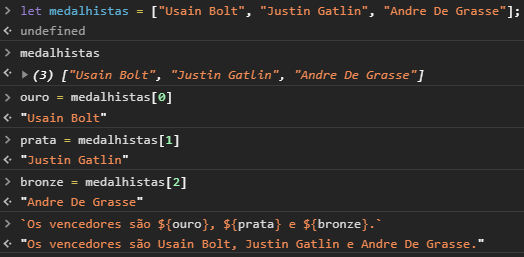 > let medalhistas = ["Usain Bolt", "Justin Gatlin", "Andre De Grasse"];
undefined
> medalhistas
(3) ["Usain Bolt", "Justin Gatlin", "Andre De Grasse"]
> ouro = medalhistas[0]
"Usain Bolt"
> prata = medalhistas[1]
"Justin Gatlin"
> bronze = medalhistas[2]
"Andre De Grasse"
> `Os vencedores são ${ouro}, ${prata} e ${bronze}.`
"Os vencedores são Usain Bolt, Justin Gatlin e Andre De Grasse."